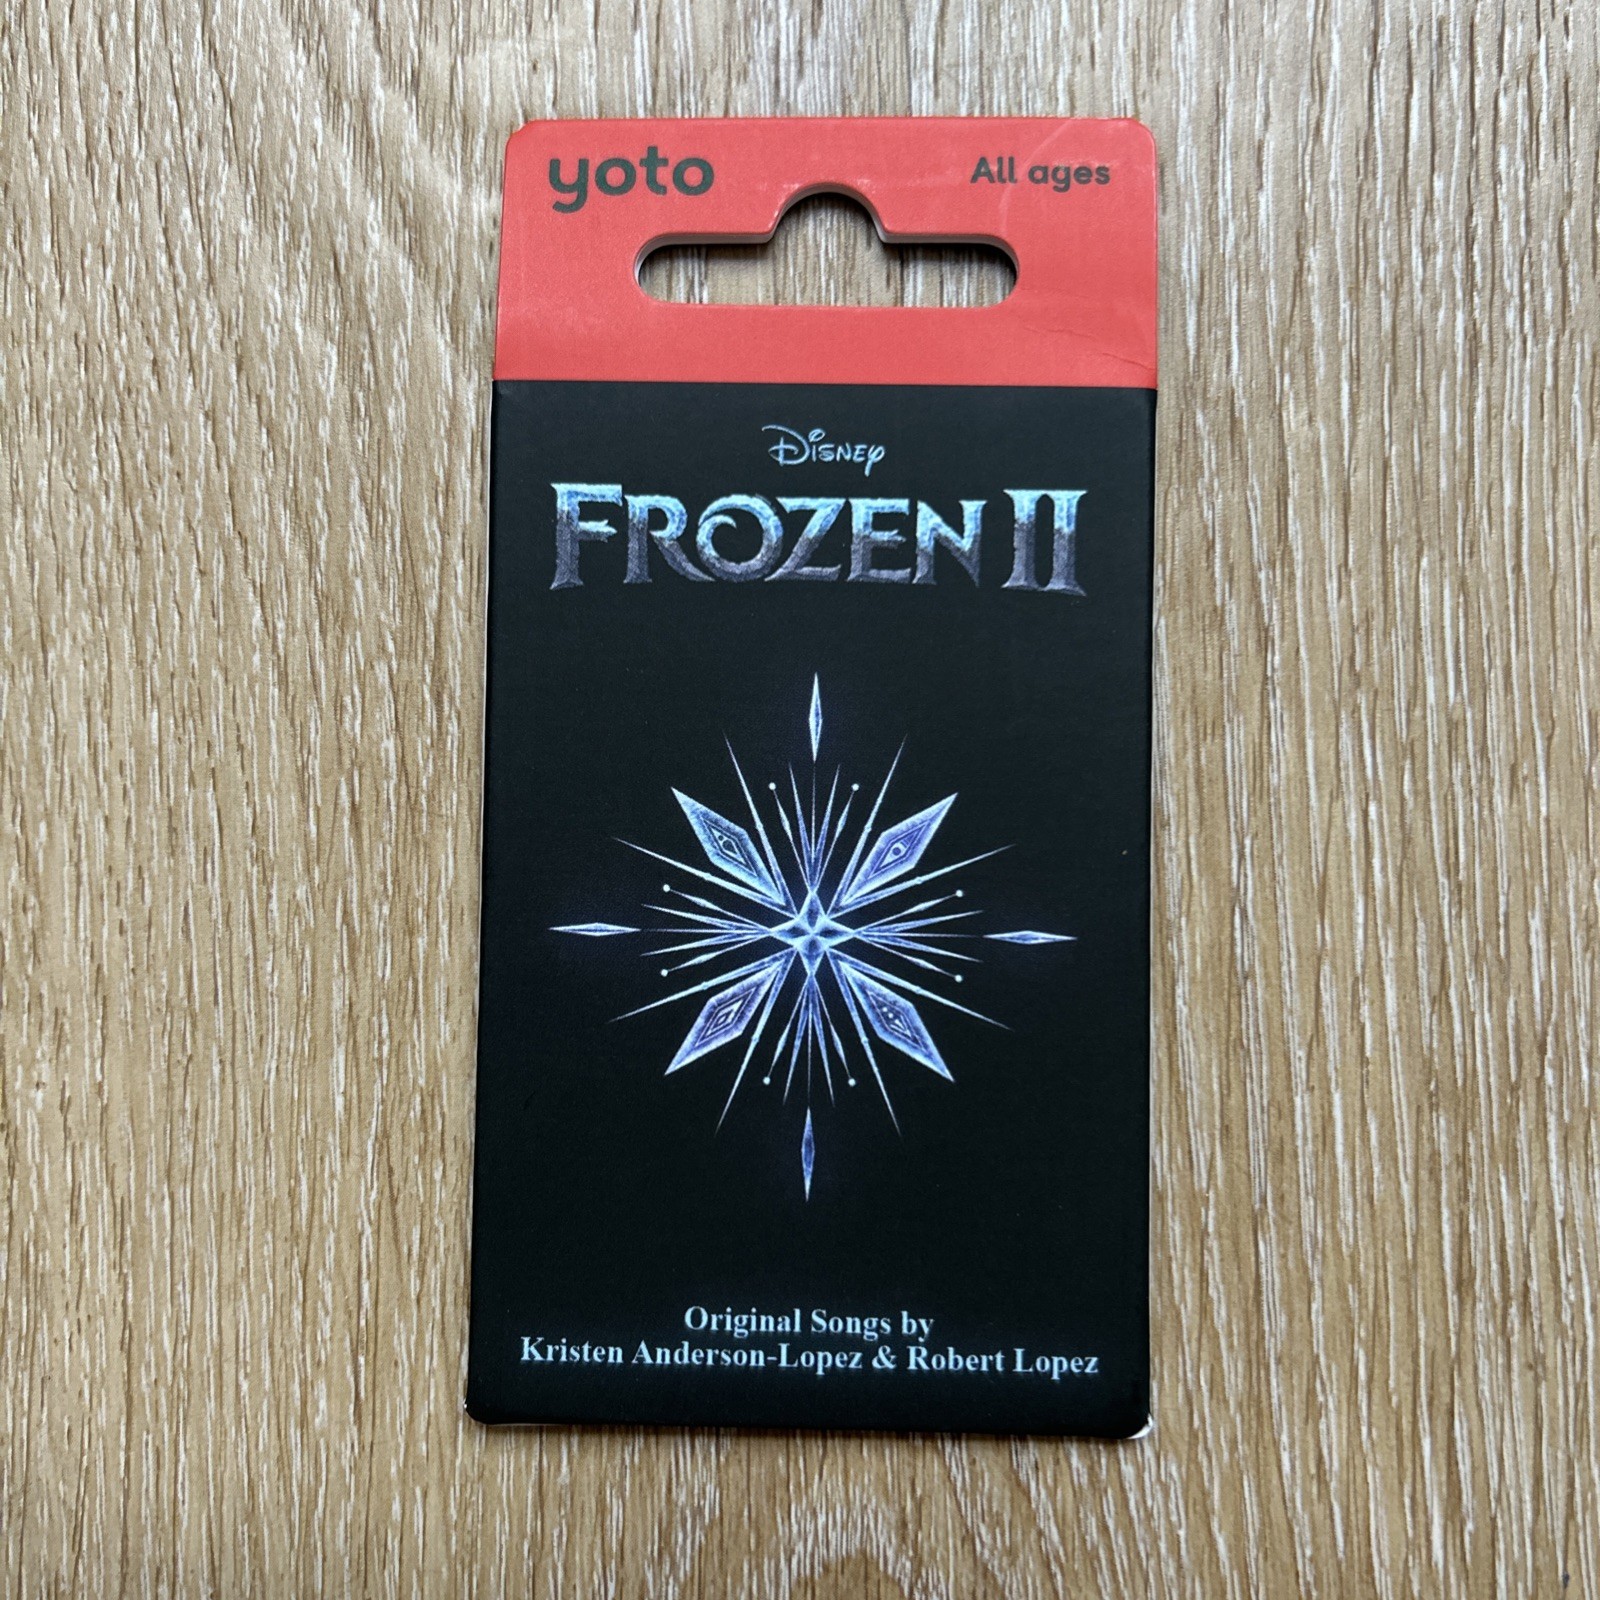 yoto
All ages
Disney
FROZEN II
Original Songs by
Kristen Anderson-Lopez & Robert Lopez